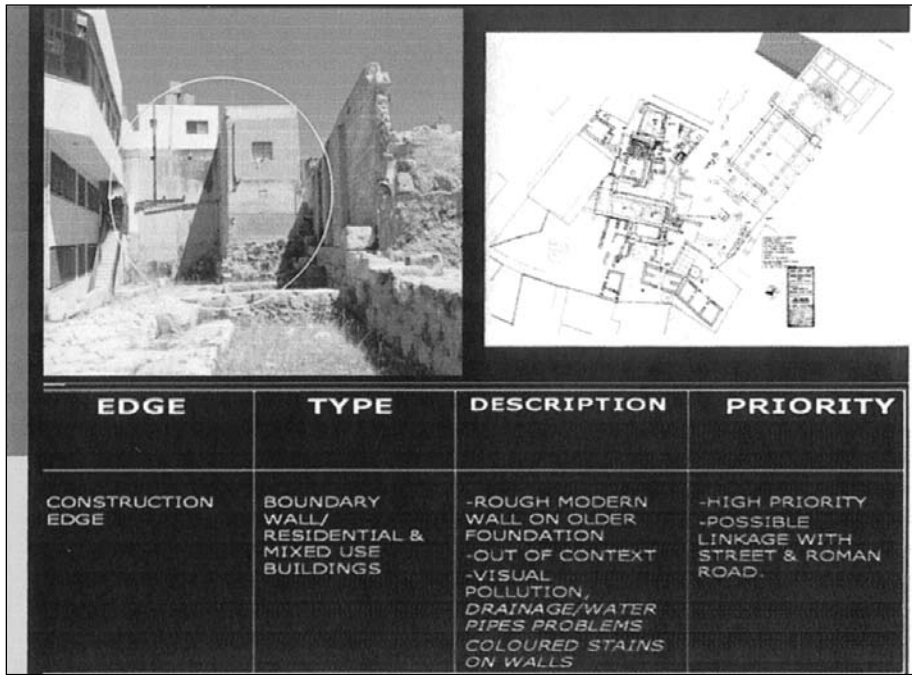 EDGE
TYPE
DESCRIPTION
PRIORITY
CONSTRUCTION
EDGE
BOUNDARY
WALL/
RESIDENTIAL &
MIXED USE
BUILDINGS
-ROUGH MODERN
WALL ON OLDER
FOUNDATION
-OUT OF CONTEXT
-VISUAL
POLLUTION,
DRAINAGE/WATER
PIPES PROBLEMS
COLOURED STAINS
ON WALLS
-HIGH PRIORITY
-POSSIBLE
LINKAGE WITH
STREET & ROMAN
ROAD.